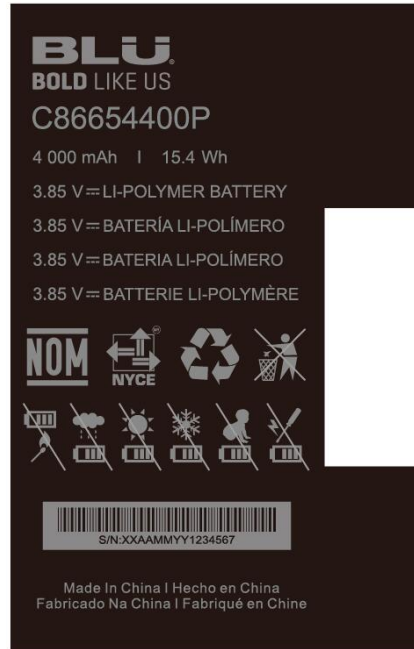 BLU
BOLD LIKE US
C86654400P
4 000 mAh I 15.4 Wh
3.85 V⎓LI-POLYMER BATTERY
3.85 V⎓BATERÍA LI-POLÍMERO
3.85 V⎓BATERIA LI-POLÍMERO
3.85 V⎓BATTERIE LI-POLYMÈRE
NOM
NYCE
S/N:XXAAMMYY1234567
Made In China I Hecho en China
Fabricado Na China I Fabriqué en Chine